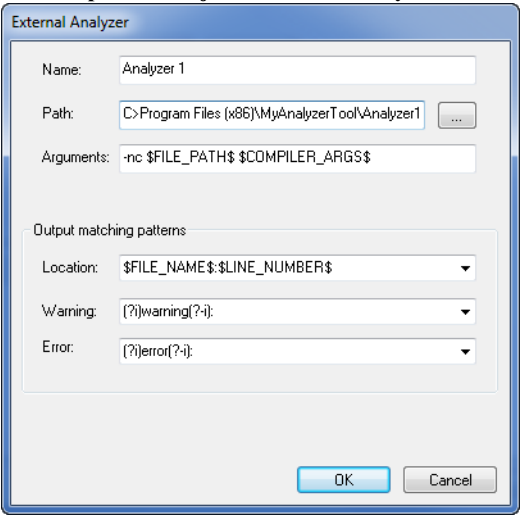 External Analyzer
Name: Analyzer 1
Path: C>Program Files (x86)\MyAnalyzerTool\Analyzer1 ...
Arguments: -nc $FILE_PATH$ $COMPILER_ARGS$
Output matching patterns
Location: $FILE_NAME$:$LINE_NUMBER$
Warning: (?i)warning(?-i):
Error: (?i)error(?-i):
OK Cancel